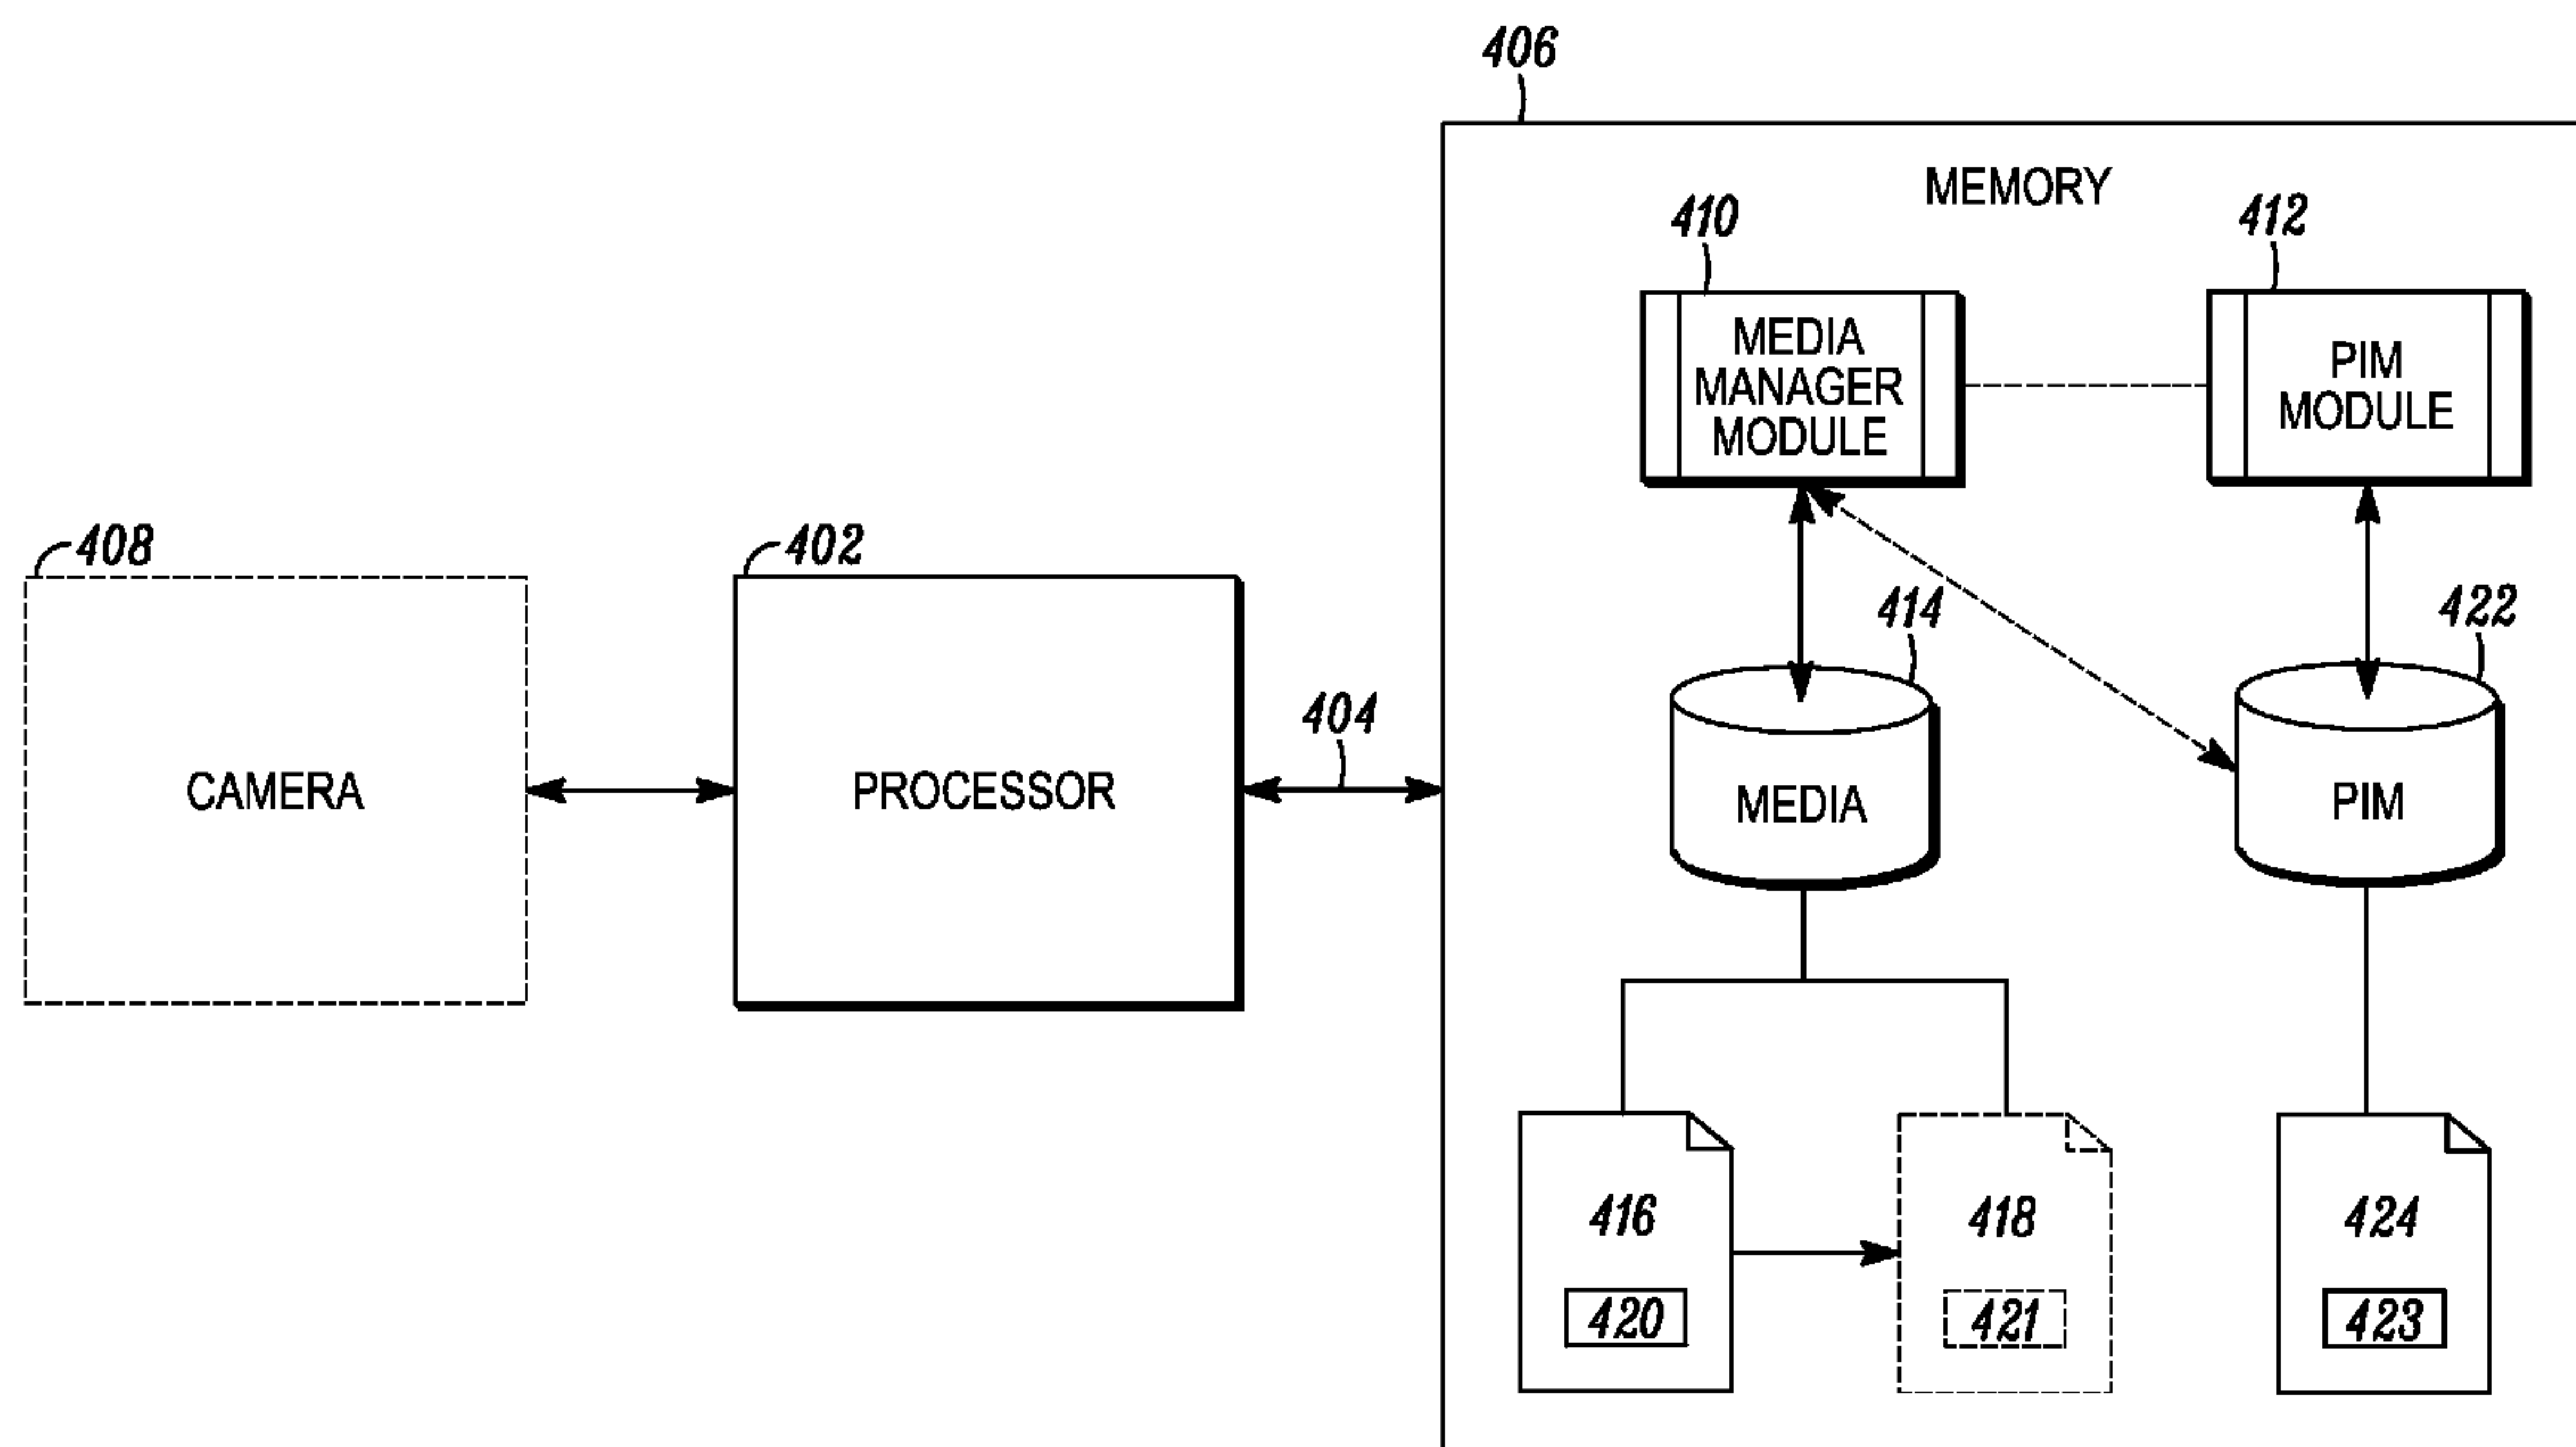 406
MEMORY
410
412
MEDIA
MANAGER
MODULE
PIM
MODULE
408
402
414
422
404
CAMERA
PROCESSOR
MEDIA
PIM
416
418
424
420
421
423